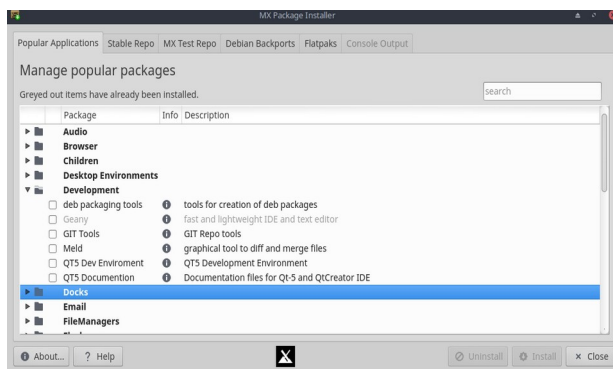 MX Package Installer
Popular Applications Stable Repo MX Test Repo Debian Backports Flatpaks Console Output
Manage popular packages
Greyed out items have already been installed.
search
Package Info Description
Audio
Browser
Children
Desktop Environments
Development
deb packaging tools tools for creation of deb packages
Geany fast and lightweight IDE and text editor
GIT Tools GIT Repo tools
Meld graphical tool to diff and merge files
QT5 Dev Enviroment QT5 Development Environment
QT5 Documention Documentation files for Qt-5 and QtCreator IDE
Docks
Email
FileManagers
About... ? Help Uninstall Install Close